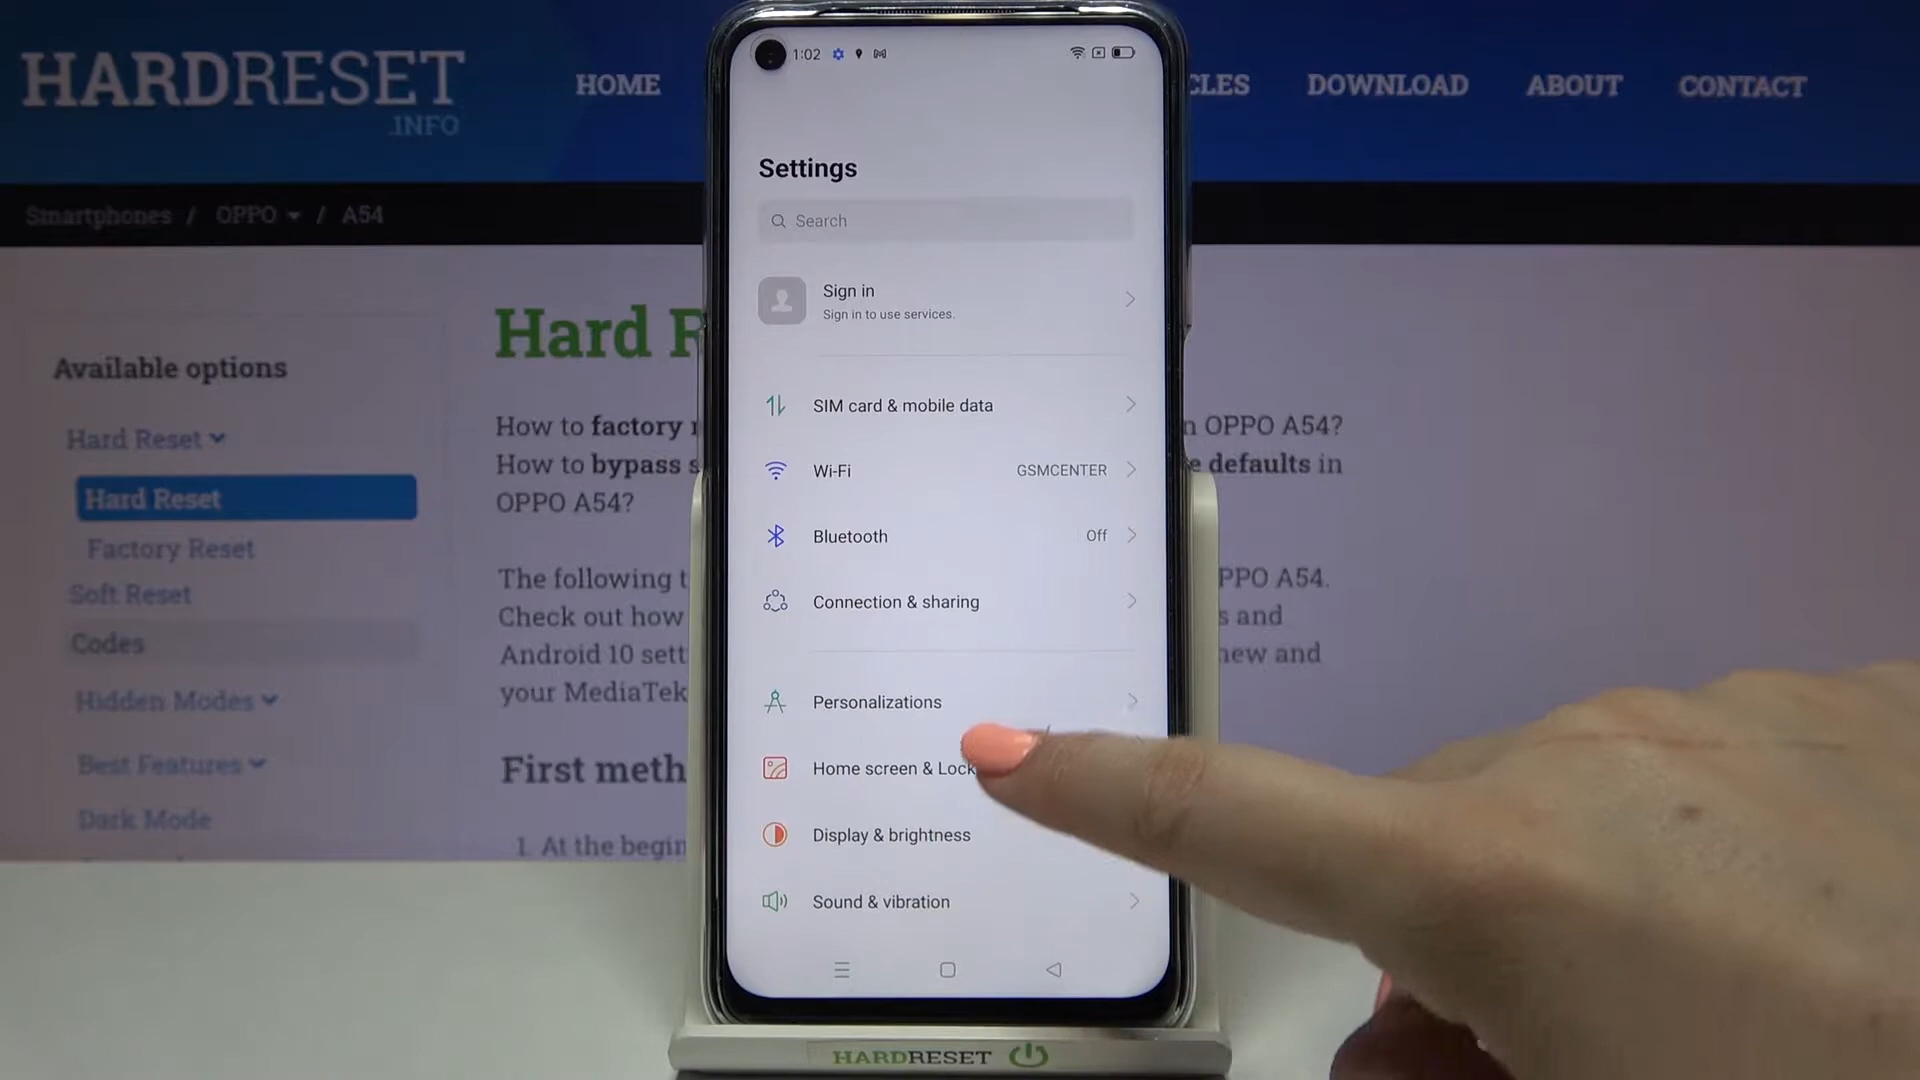 HARDRESET
.INFO
HOME
CLES
DOWNLOAD
ABOUT
CONTACT
Smartphones / OPPO / A54
Available options
Hard Reset
Hard Reset
Factory Reset
Soft Reset
Codes
Hidden Modes
Best Features
Dark Mode
Hard R
How to factory r
n OPPO A54?
How to bypass s
e defaults in
OPPO A54?
The following t
PPO A54.
Check out how
s and
Android 10 sett
new and
your MediaTek
First meth
1. At the begin
1:02
Settings
Search
Sign in
Sign in to use services.
SIM card & mobile data
Wi-Fi GSMCENTER
Bluetooth Off
Connection & sharing
Personalizations
Home screen & Lock
Display & brightness
Sound & vibration
HARDRESET